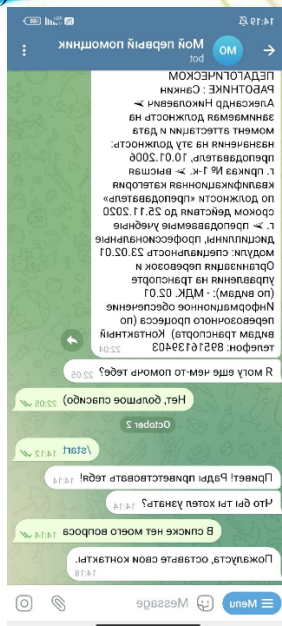 14:19
Мой первый помощник
МО
bot
ПЕДАГОГИЧЕСКОМ
РАБОТНИКЕ : Санкин
Александр Николаевич ➢
занимаемая должность на
момент аттестации и дата
назначения на эту должность:
преподаватель, 10.01.2006
г. приказ № 1-к. ➢ высшая
квалификационная категория
по должности «преподаватель»
сроком действия до 25.11.2020
г. ➢ преподаваемые учебные
дисциплины, профессиональные
модули: специальность 23.02.01
Организация перевозок и
управления на транспорте
(по видам): - МДК. 02.01
Информационное обеспечение
перевозочного процесса (по
видам транспорта) Контактный
телефон: 89516139403
22:04
Я могу еще чем-то помочь тебе? 22:05
Нет, большое спасибо) 22:05
October 2
/start 14:12
Привет! Рады приветствовать тебя! 14:14
Что бы ты хотел узнать? 14:14
В списке нет моего вопроса 14:14
Пожалуста, оставьте свои контакты.
14:18
Menu
Message